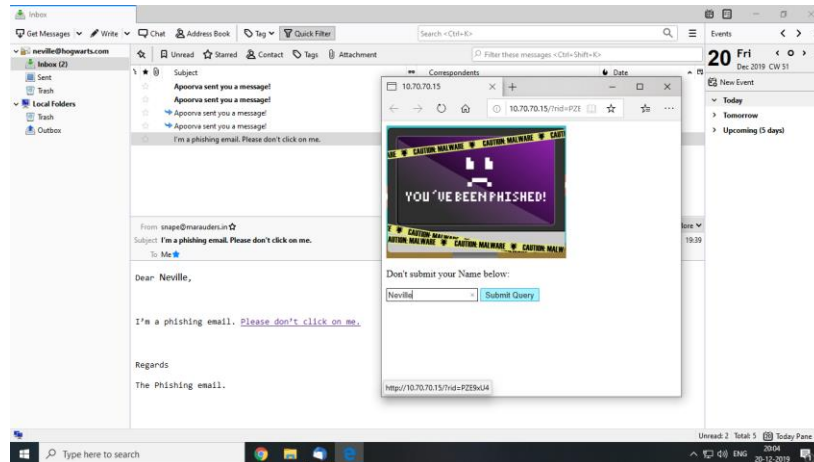 Inbox
Get Messages Write Chat Address Book Tag Quick Filter Search <Ctrl+K> Events
neville@hogwarts.com
Inbox (2)
Sent
Trash
Local Folders
Trash
Outbox
Unread Starred Contact Tags Attachment Filter these messages <Ctrl+Shift+K>
Subject Correspondents Date
Apoorva sent you a message!
Apoorva sent you a message!
Apoorva sent you a message!
Apoorva sent you a message!
I'm a phishing email. Please don't click on me.
From snape@marauders.in
Subject I'm a phishing email. Please don't click on me. 19:39
To Me
Dear Neville,
I'm a phishing email. Please don't click on me.
Regards
The Phishing email.
10.70.70.15
10.70.70.15/?rid=PZE
CAUTION: MALWARE CAUTION: MALWARE
YOU'VE BEEN PHISHED!
CAUTION: MALWARE CAUTION: MALWARE
Don't submit your Name below:
Neville Submit Query
http://10.70.70.15/?rid=PZE9xU4
20 Fri
Dec 2019 CW 51
New Event
Today
Tomorrow
Upcoming (5 days)
Unread: 2 Total: 5 Today Pane
Type here to search
ENG 20:04
20-12-2019